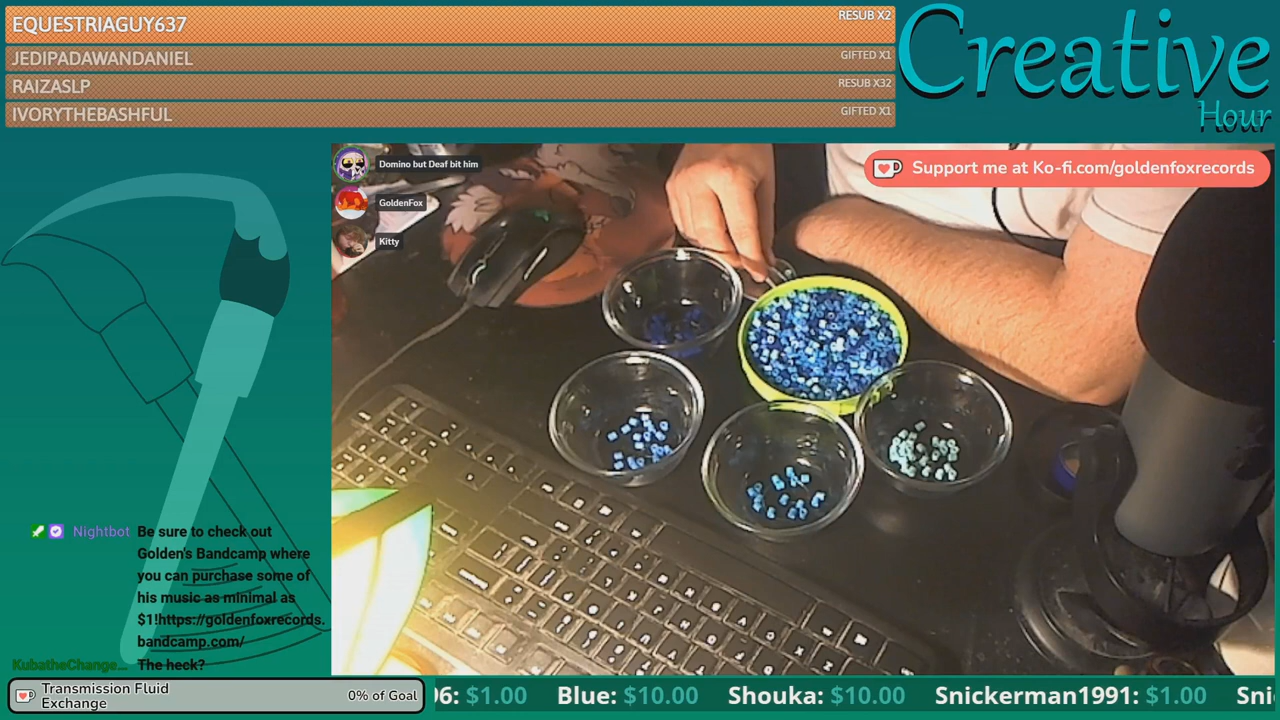 EQUESTRIAGUY637 RESUB X2
JEDIPADAWANDANIEL GIFTED X1
RAIZASLP RESUB X32
IVORYTHEBASHFUL GIFTED X1
Creative
Hour
Domino but Deaf bit him
GoldenFox
Kitty
Support me at Ko-fi.com/goldenfoxrecords
Nightbot Be sure to check out
Golden's Bandcamp where
you can purchase some of
his music as minimal as
$1!https://goldenfoxrecords.
bandcamp.com/
KubatheChange... The heck?
Transmission Fluid
Exchange
0% of Goal
06: $1.00 Blue: $10.00 Shouka: $10.00 Snickerman1991: $1.00 Sni